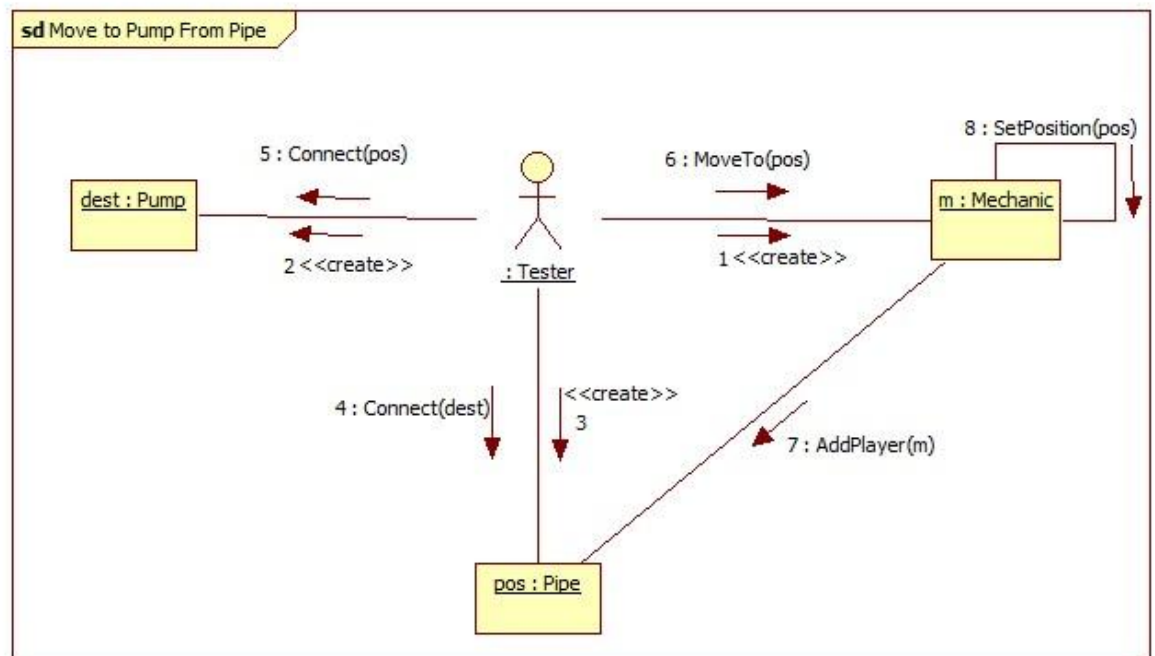 sd Move to Pump From Pipe
8 : SetPosition(pos)
5 : Connect(pos)
6 : MoveTo(pos)
dest : Pump
m : Mechanic
2 <<create>>
1 <<create>>
: Tester
4 : Connect(dest)
<<create>>
3
7 : AddPlayer(m)
pos : Pipe